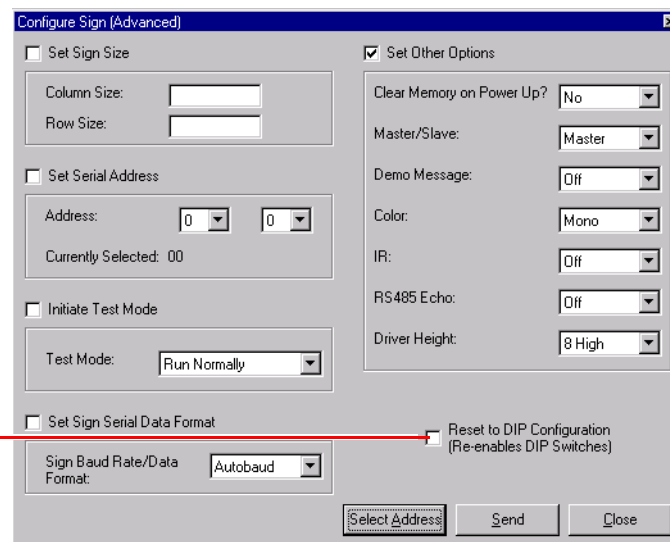 Configure Sign (Advanced)
Set Sign Size
Column Size:
Row Size:
Set Serial Address
Address: 0 0
Currently Selected: 00
Initiate Test Mode
Test Mode: Run Normally
Set Sign Serial Data Format
Sign Baud Rate/Data
Format: Autobaud
Set Other Options
Clear Memory on Power Up? No
Master/Slave: Master
Demo Message: Off
Color: Mono
IR: Off
RS485 Echo: Off
Driver Height: 8 High
Reset to DIP Configuration
(Re-enables DIP Switches)
Select Address Send Close